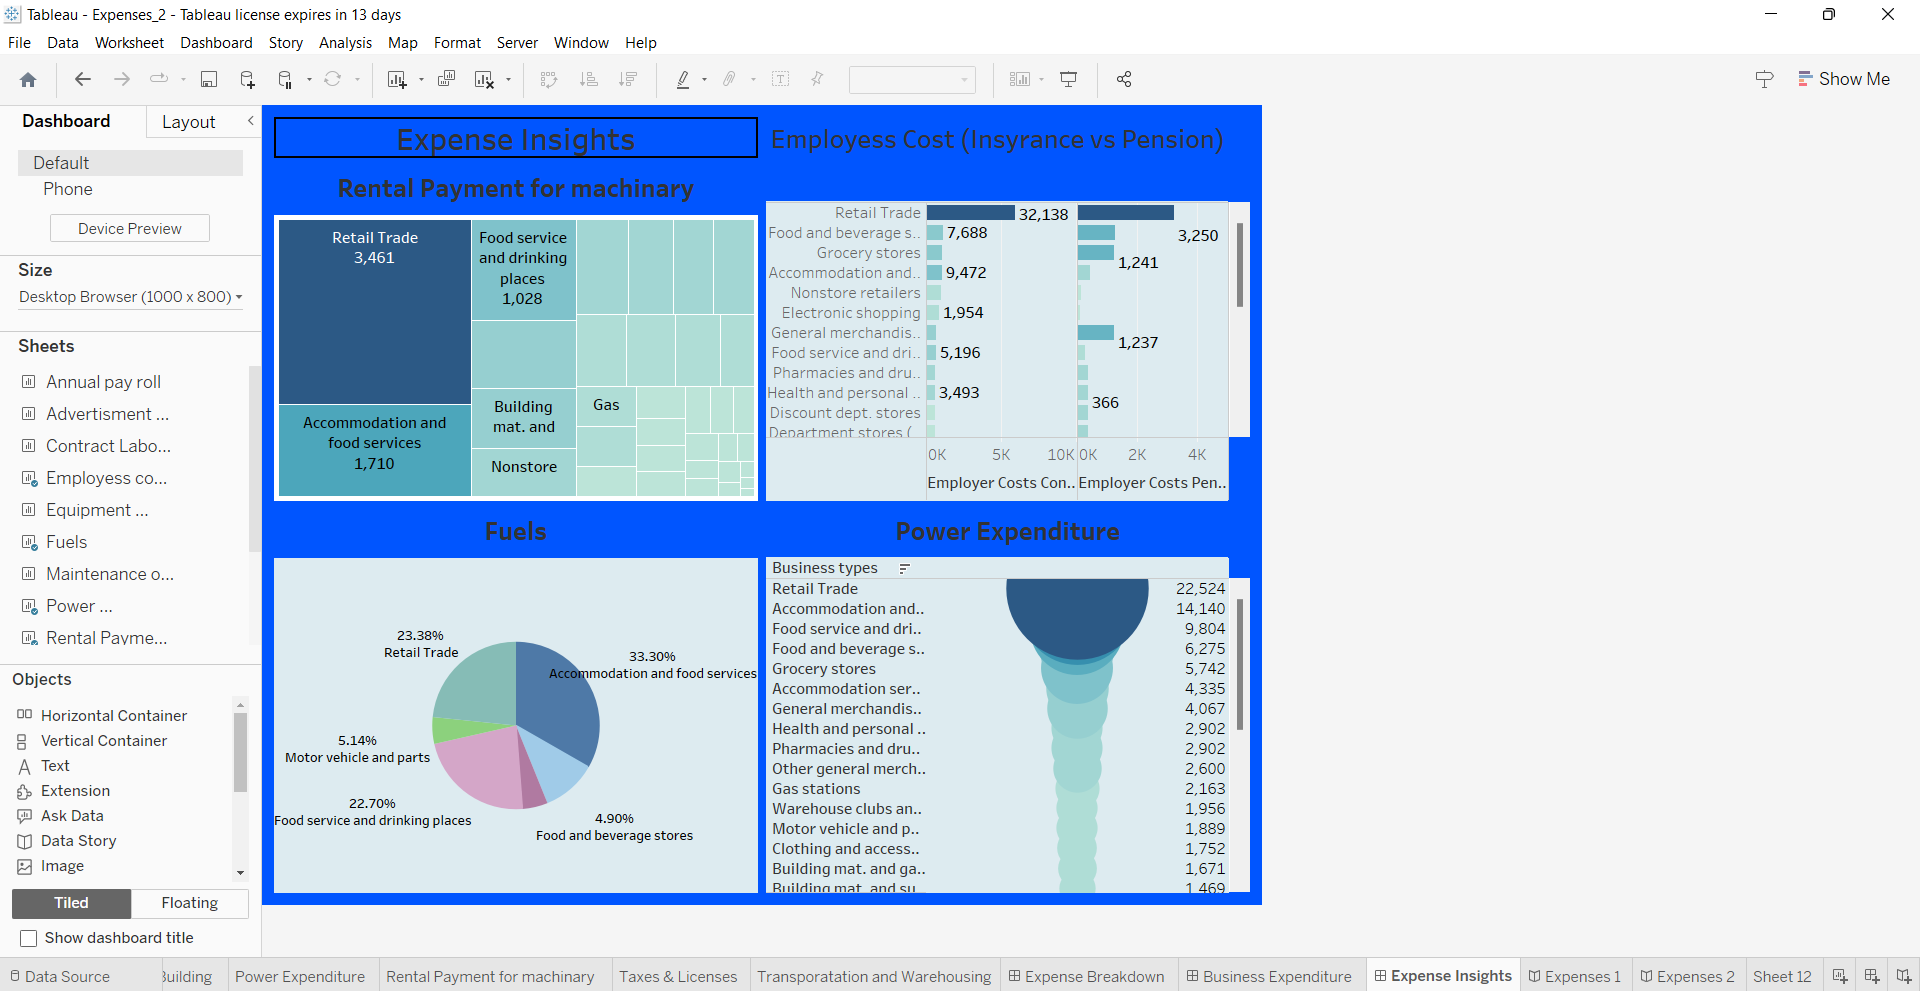 Tableau - Expenses_2 - Tableau license expires in 13 days
File Data Worksheet Dashboard Story Analysis Map Format Server Window Help
Show Me
Dashboard
Layout
Default
Phone
Device Preview
Size
Desktop Browser (1000 x 800)
Sheets
Annual pay roll
Advertisment ...
Contract Labo...
Employess co...
Equipment ...
Fuels
Maintenance o...
Power ...
Rental Payme...
Objects
Horizontal Container
Vertical Container
Text
Extension
Ask Data
Data Story
Image
Tiled
Floating
Show dashboard title
Expense Insights
Employess Cost (Insyrance vs Pension)
Rental Payment for machinary
Retail Trade
3,461
Accommodation and
food services
1,710
Food service
and drinking
places
1,028
Building
mat. and
Nonstore
Gas
Retail Trade 32,138
Food and beverage s.. 7,688 3,250
Grocery stores 1,241
Accommodation and.. 9,472
Nonstore retailers
Electronic shopping 1,954
General merchandis.. 1,237
Food service and dri.. 5,196
Pharmacies and dru..
Health and personal .. 3,493 366
Discount dept. stores
Department stores (
0K 5K 10K 0K 2K 4K
Employer Costs Con.. Employer Costs Pen..
Fuels
23.38%
Retail Trade
33.30%
Accommodation and food services
5.14%
Motor vehicle and parts
22.70%
Food service and drinking places
4.90%
Food and beverage stores
Power Expenditure
Business types
Retail Trade 22,524
Accommodation and.. 14,140
Food service and dri.. 9,804
Food and beverage s.. 6,275
Grocery stores 5,742
Accommodation ser.. 4,335
General merchandis.. 4,067
Health and personal .. 2,902
Pharmacies and dru.. 2,902
Other general merch.. 2,600
Gas stations 2,163
Warehouse clubs an.. 1,956
Motor vehicle and p.. 1,889
Clothing and access.. 1,752
Building mat. and ga.. 1,671
Building mat. and su.. 1,469
Data Source
Building
Power Expenditure
Rental Payment for machinary
Taxes & Licenses
Transporatation and Warehousing
Expense Breakdown
Business Expenditure
Expense Insights
Expenses 1
Expenses 2
Sheet 12